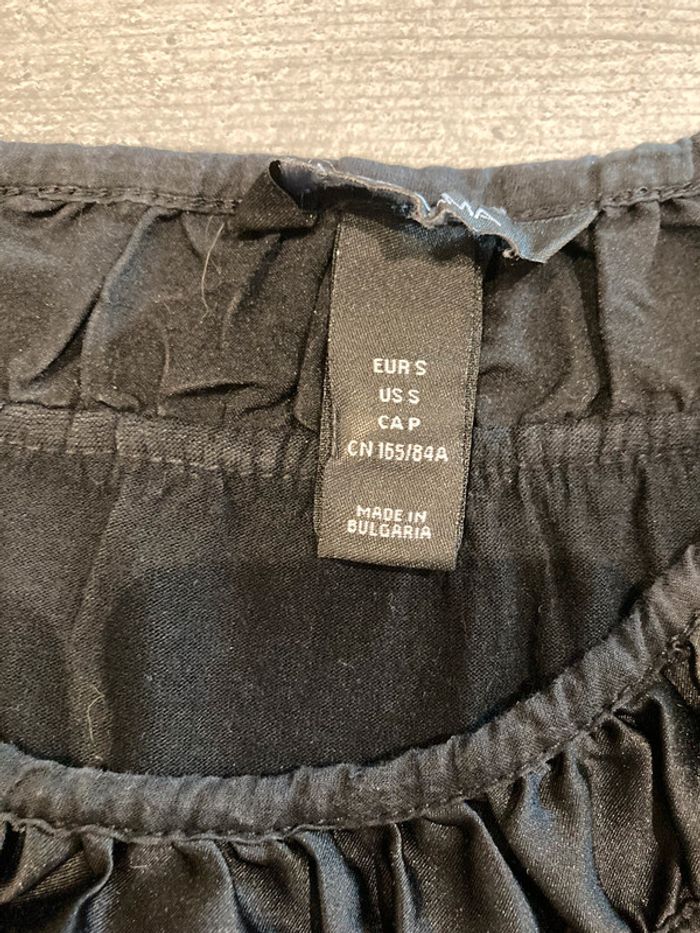 EUR S
US S
CA P
CN 165/84A
MADE IN
BULGARIA